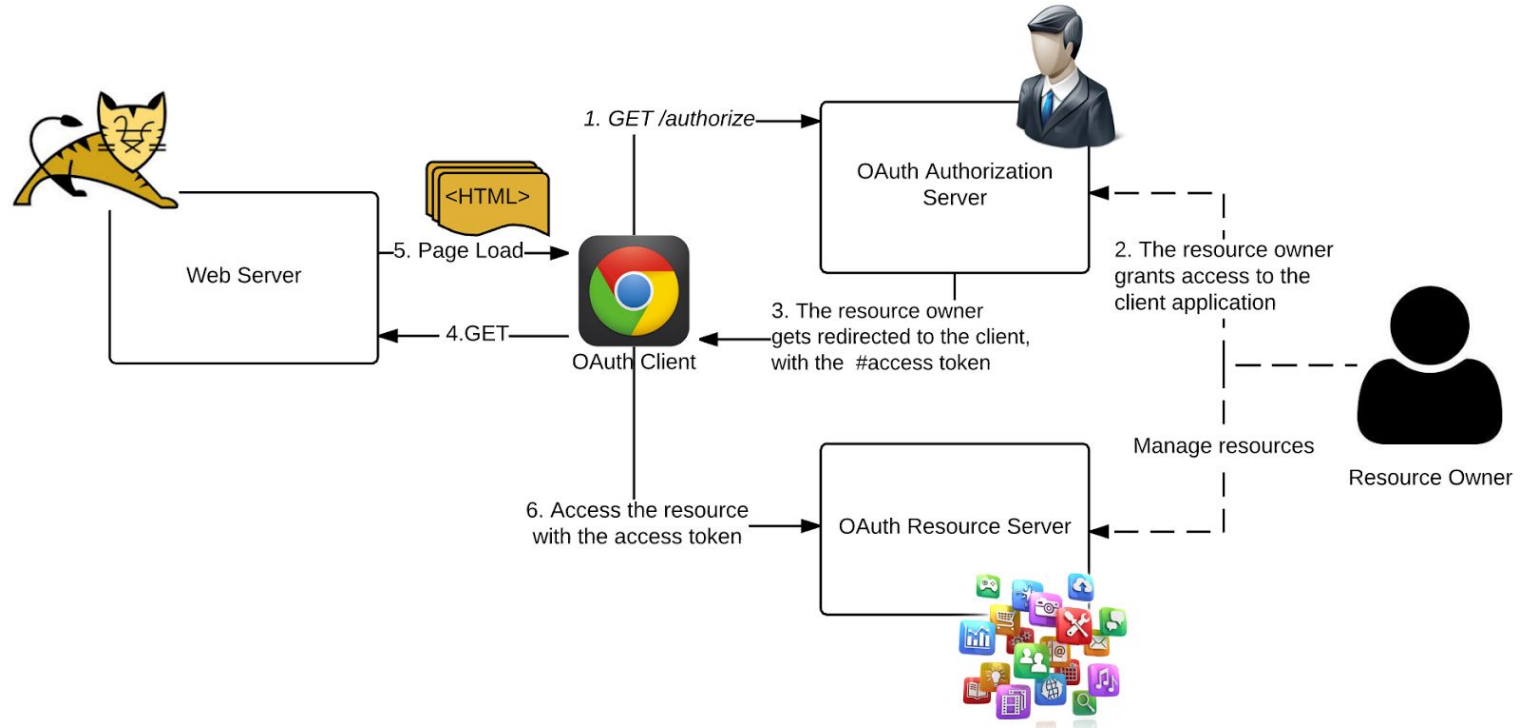 1. GET /authorize
OAuth Authorization
Server
<HTML>
5. Page Load
Web Server
2. The resource owner
grants access to the
client application
3. The resource owner
gets redirected to the client,
with the #access token
4.GET
OAuth Client
Manage resources
Resource Owner
6. Access the resource
with the access token
OAuth Resource Server